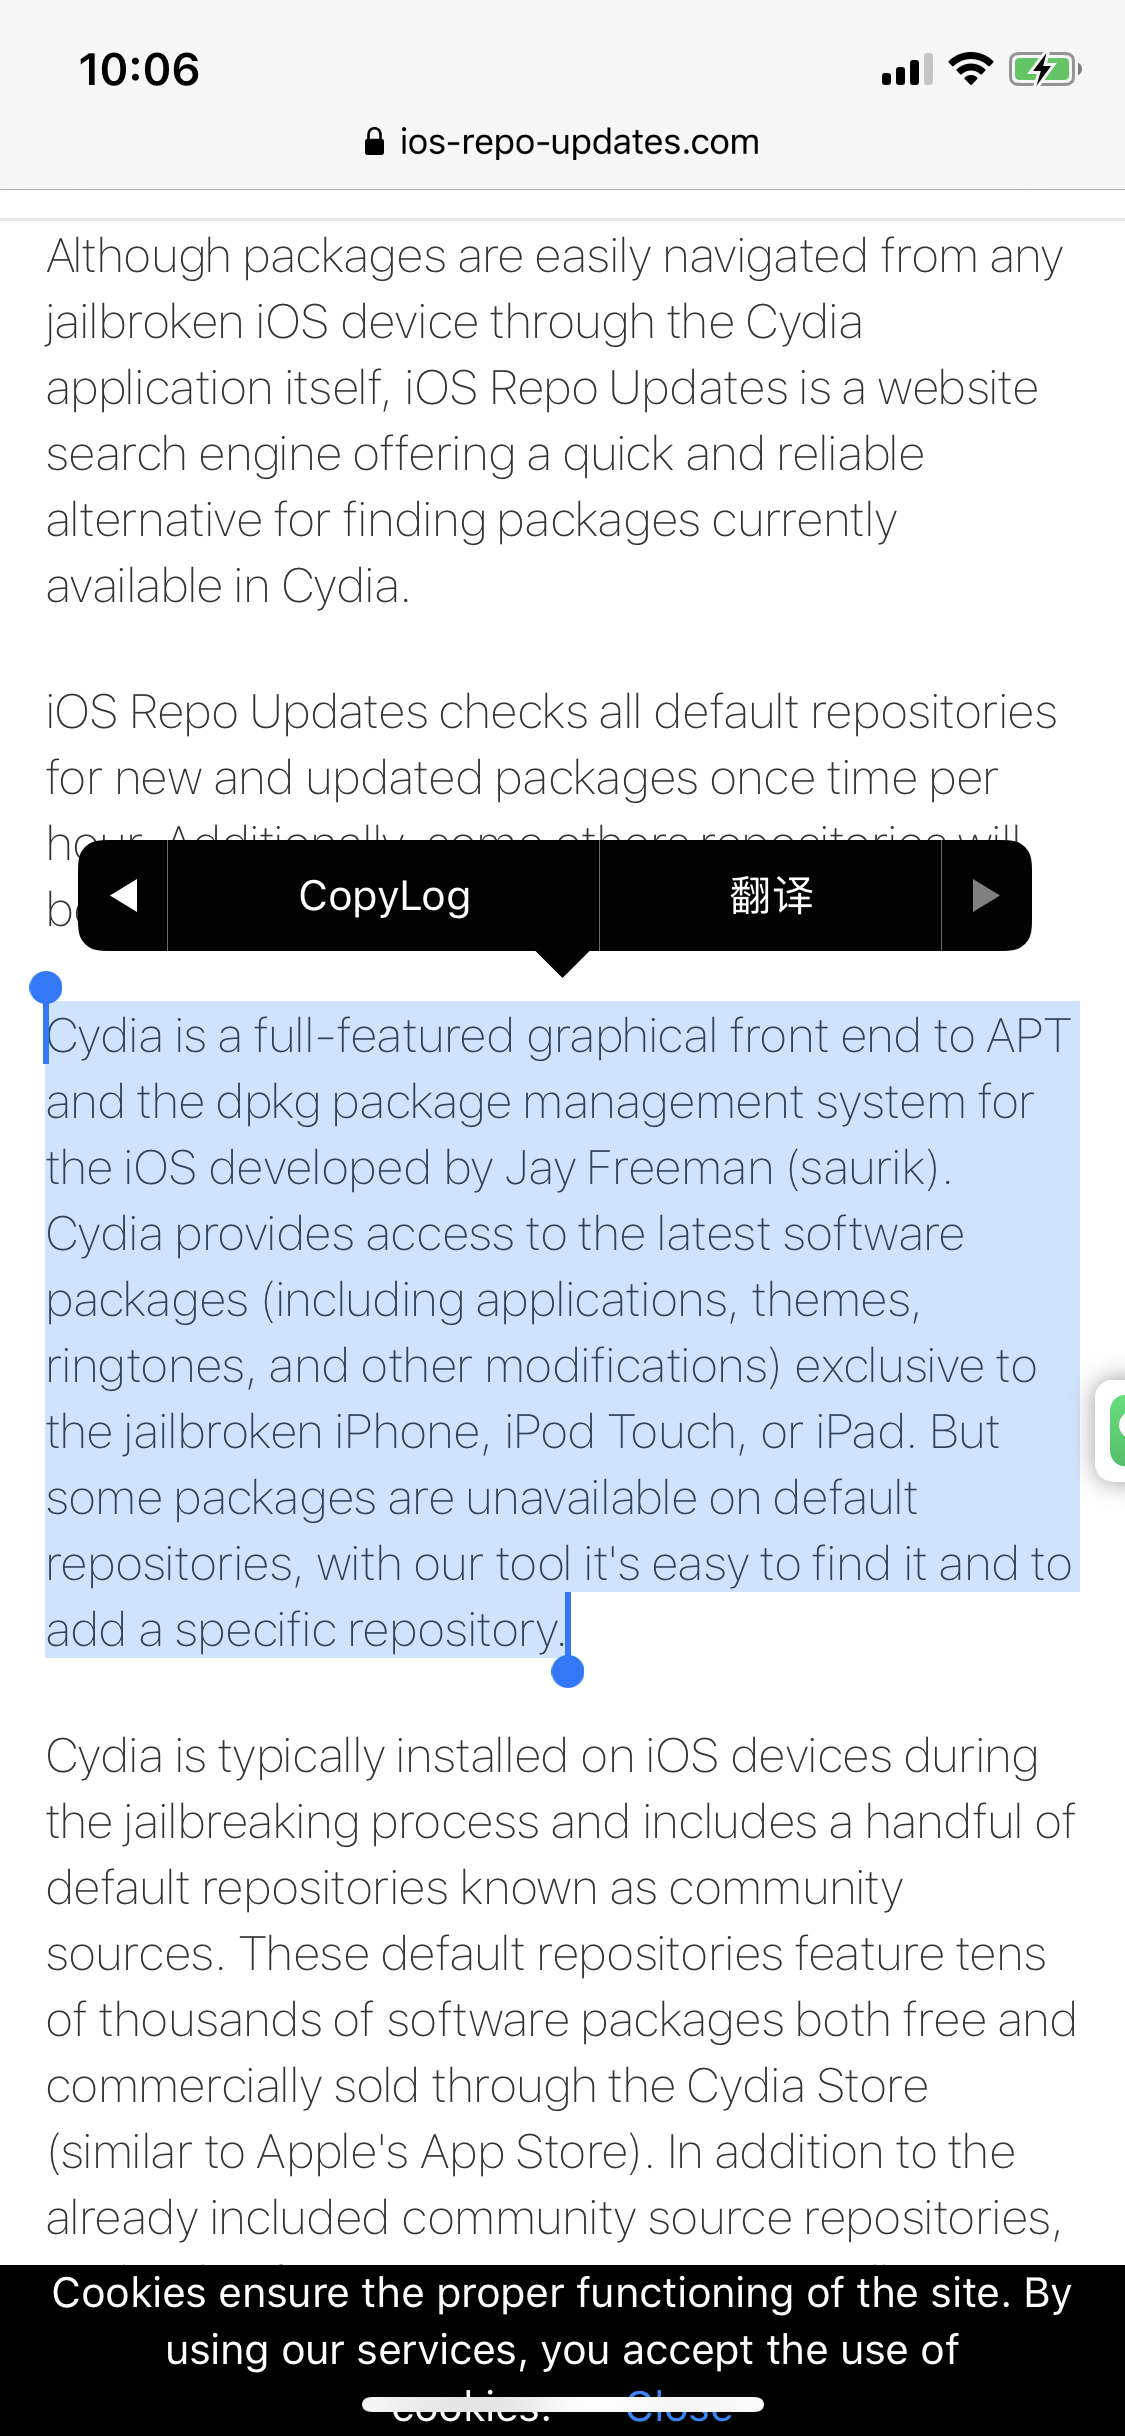 10:06
ios-repo-updates.com
Although packages are easily navigated from any
jailbroken iOS device through the Cydia
application itself, iOS Repo Updates is a website
search engine offering a quick and reliable
alternative for finding packages currently
available in Cydia.
iOS Repo Updates checks all default repositories
for new and updated packages once time per
hour. Additionally, some others repositories will
CopyLog
翻译
Cydia is a full-featured graphical front end to APT
and the dpkg package management system for
the iOS developed by Jay Freeman (saurik).
Cydia provides access to the latest software
packages (including applications, themes,
ringtones, and other modifications) exclusive to
the jailbroken iPhone, iPod Touch, or iPad. But
some packages are unavailable on default
repositories, with our tool it's easy to find it and to
add a specific repository.
Cydia is typically installed on iOS devices during
the jailbreaking process and includes a handful of
default repositories known as community
sources. These default repositories feature tens
of thousands of software packages both free and
commercially sold through the Cydia Store
(similar to Apple's App Store). In addition to the
already included community source repositories,
Cookies ensure the proper functioning of the site. By
using our services, you accept the use of
cookies. Close